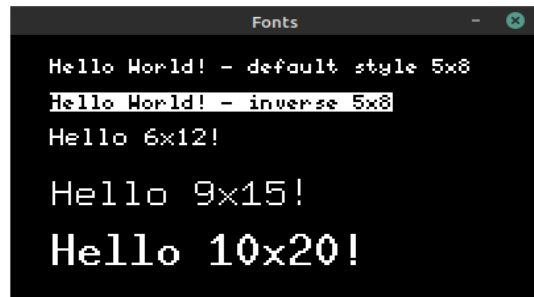 Fonts
Hello World! - default style 5x8
Hello World! - inverse 5x8
Hello 6x12!
Hello 9x15!
Hello 10x20!